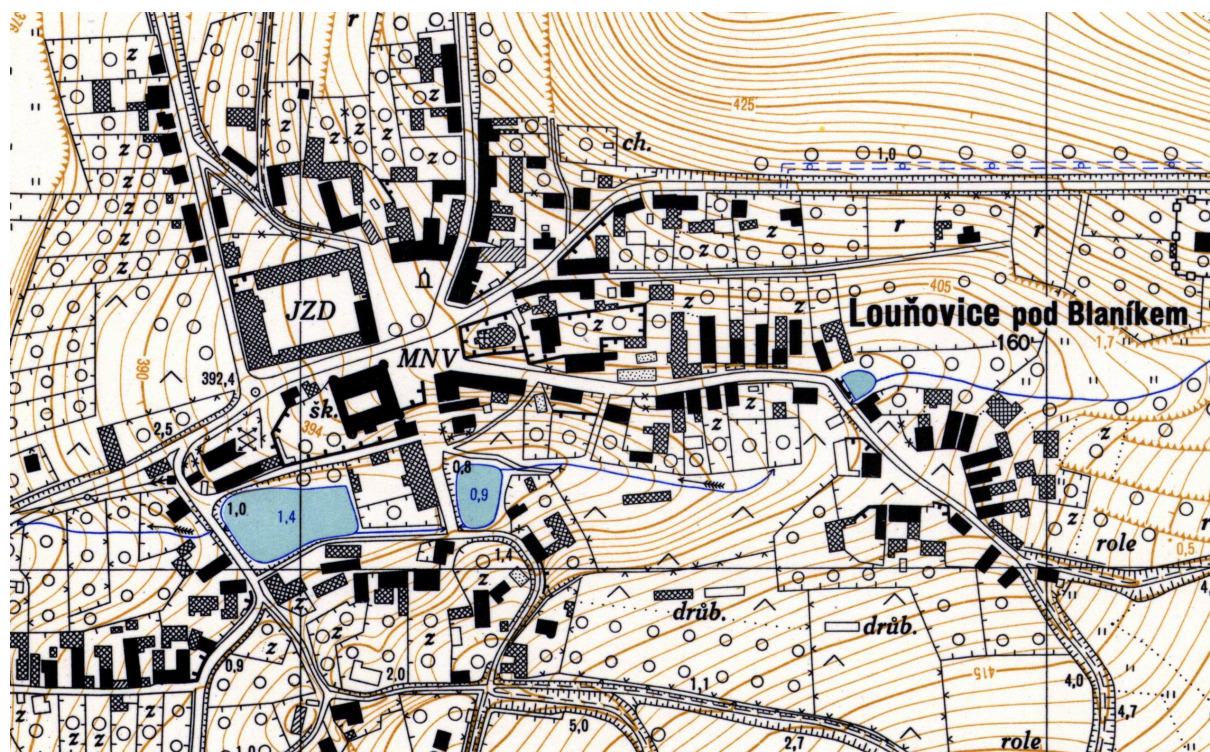 376
r
z
z
z
z
z
z
z
z
z
z
425
ch.
1,0
z
z
z
z
r
r
405
JZD
z
z
z
Louňovice pod Blaníkem
160
1,7
MNV
390
392,4
šk.
394
z
2,5
z
0,8
0,9
1,0
1,4
z
role
r
0,5
1,4
z
z
z
z
z
drůb.
drůb.
0,9
z
2,0
z
z
415
1,1
4,0
4,7
z
z
5,0
2,7
role
1,0
4,